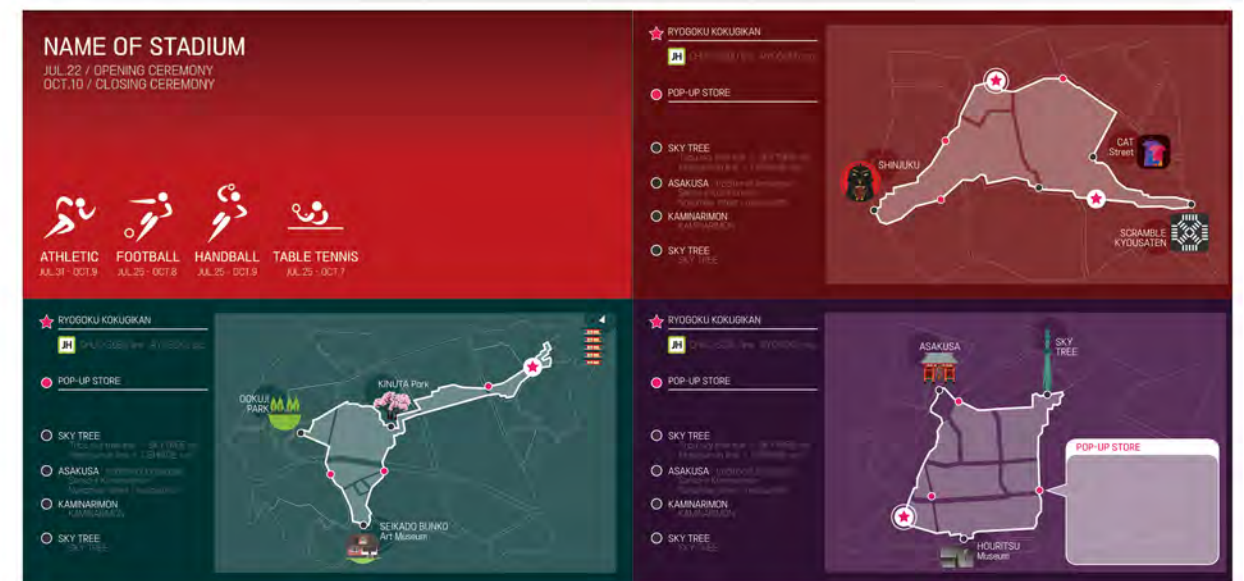 NAME OF STADIUM
JUL.22 / OPENING CEREMONY
OCT.10 / CLOSING CEREMONY
ATHLETIC
JUL.31 - OCT.9
FOOTBALL
JUL.25 - OCT.8
HANDBALL
JUL.25 - OCT.9
TABLE TENNIS
JUL.25 - OCT.7
RYOGOKU KOKUGIKAN
JH
POP-UP STORE
SKY TREE
ASAKUSA
KAMINARIMON
KAMINARIMON
SKY TREE
SKY TREE
SHINJUKU
CAT
Street
SCRAMBLE
KYOUSATEN
RYOGOKU KOKUGIKAN
JH
POP-UP STORE
SKY TREE
ASAKUSA
KAMINARIMON
KAMINARIMON
SKY TREE
SKY TREE
OOKUJI
PARK
KINUTA Park
SEIKADO BUNKO
Art Museum
RYOGOKU KOKUGIKAN
JH
POP-UP STORE
SKY TREE
ASAKUSA
KAMINARIMON
KAMINARIMON
SKY TREE
SKY TREE
ASAKUSA
SKY
TREE
POP-UP STORE
HOURITSU
Museum